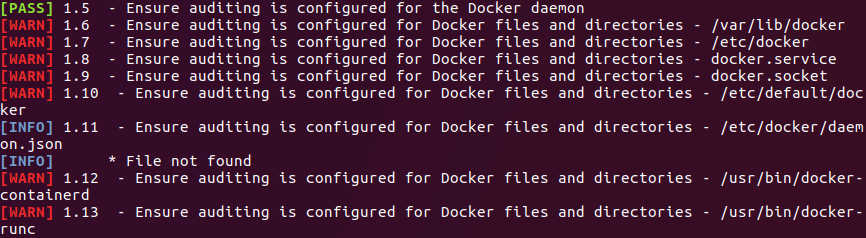 [PASS] 1.5  - Ensure auditing is configured for the Docker daemon
[WARN] 1.6  - Ensure auditing is configured for Docker files and directories - /var/lib/docker
[WARN] 1.7  - Ensure auditing is configured for Docker files and directories - /etc/docker
[WARN] 1.8  - Ensure auditing is configured for Docker files and directories - docker.service
[WARN] 1.9  - Ensure auditing is configured for Docker files and directories - docker.socket
[WARN] 1.10  - Ensure auditing is configured for Docker files and directories - /etc/default/doc
ker
[INFO] 1.11  - Ensure auditing is configured for Docker files and directories - /etc/docker/daem
on.json
[INFO]      * File not found
[WARN] 1.12  - Ensure auditing is configured for Docker files and directories - /usr/bin/docker-
containerd
[WARN] 1.13  - Ensure auditing is configured for Docker files and directories - /usr/bin/docker-
runc